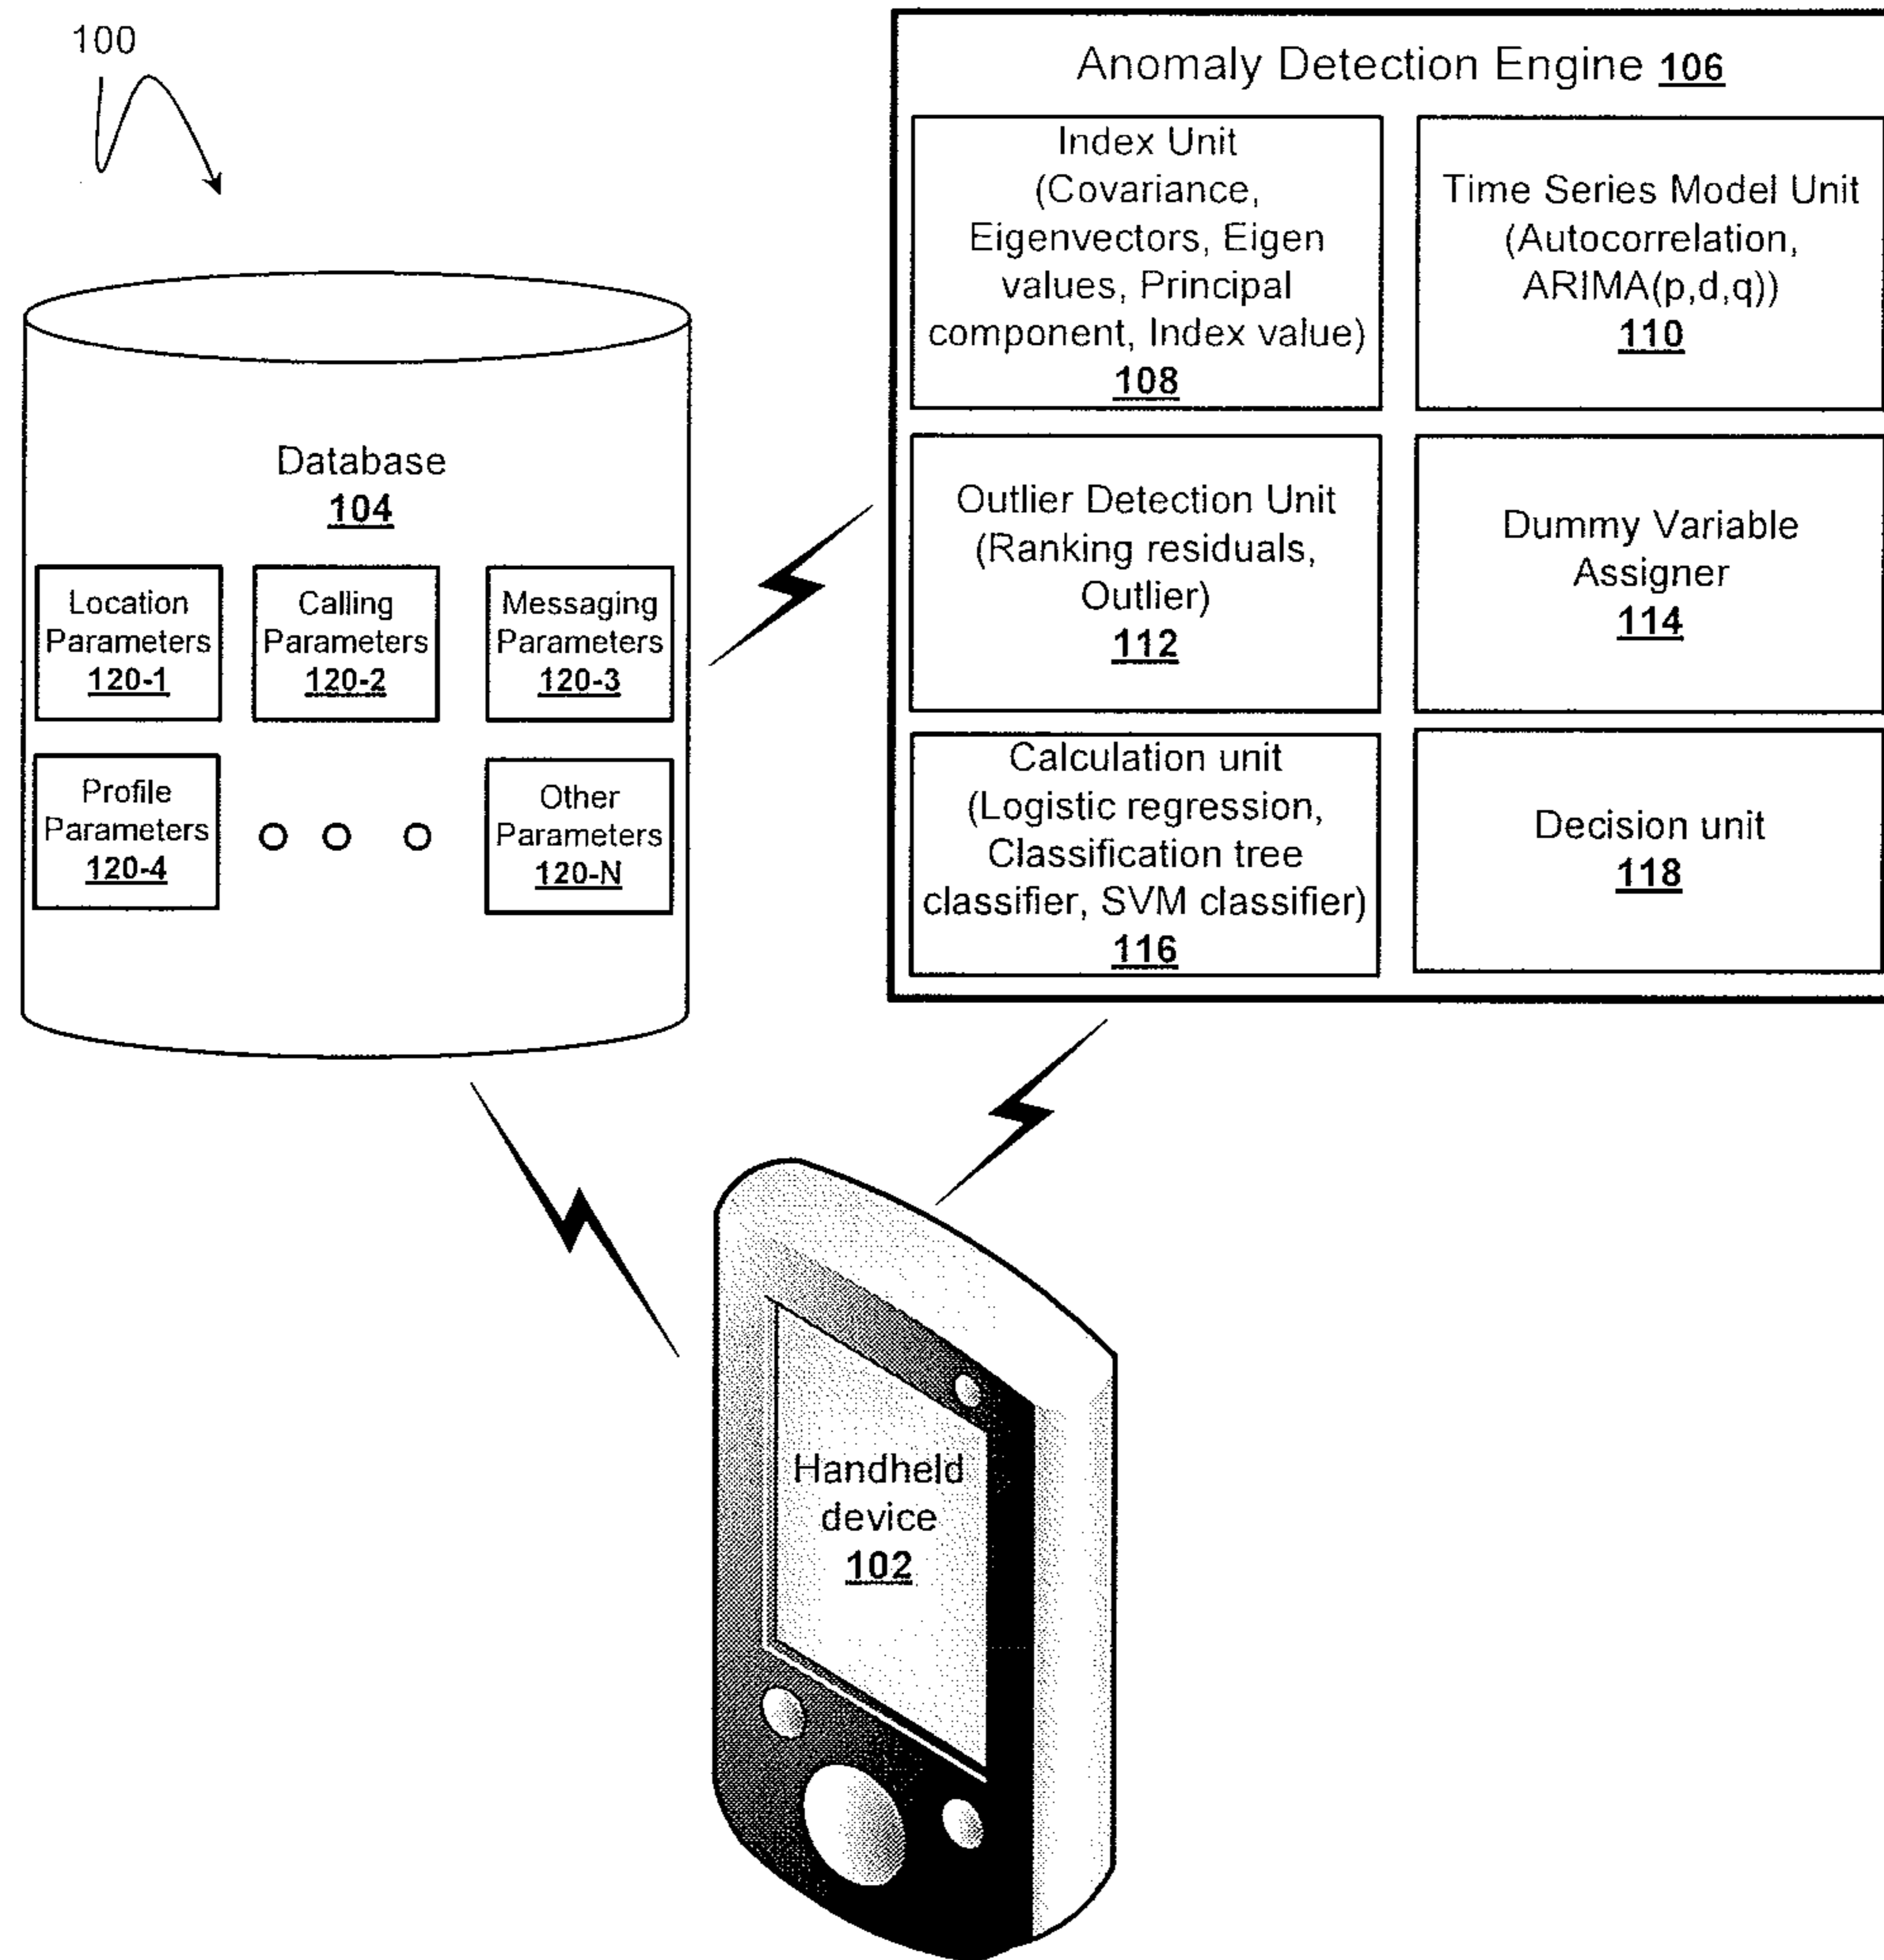 100
Anomaly Detection Engine 106
Index Unit
(Covariance,
Eigenvectors, Eigen
values, Principal
component, Index value)
108
Time Series Model Unit
(Autocorrelation,
ARIMA(p,d,q))
110
Outlier Detection Unit
(Ranking residuals,
Outlier)
112
Dummy Variable
Assigner
114
Calculation unit
(Logistic regression,
Classification tree
classifier, SVM classifier)
116
Decision unit
118
Database
104
Location
Parameters
120-1
Calling
Parameters
120-2
Messaging
Parameters
120-3
Profile
Parameters
120-4
Other
Parameters
120-N
Handheld
device
102